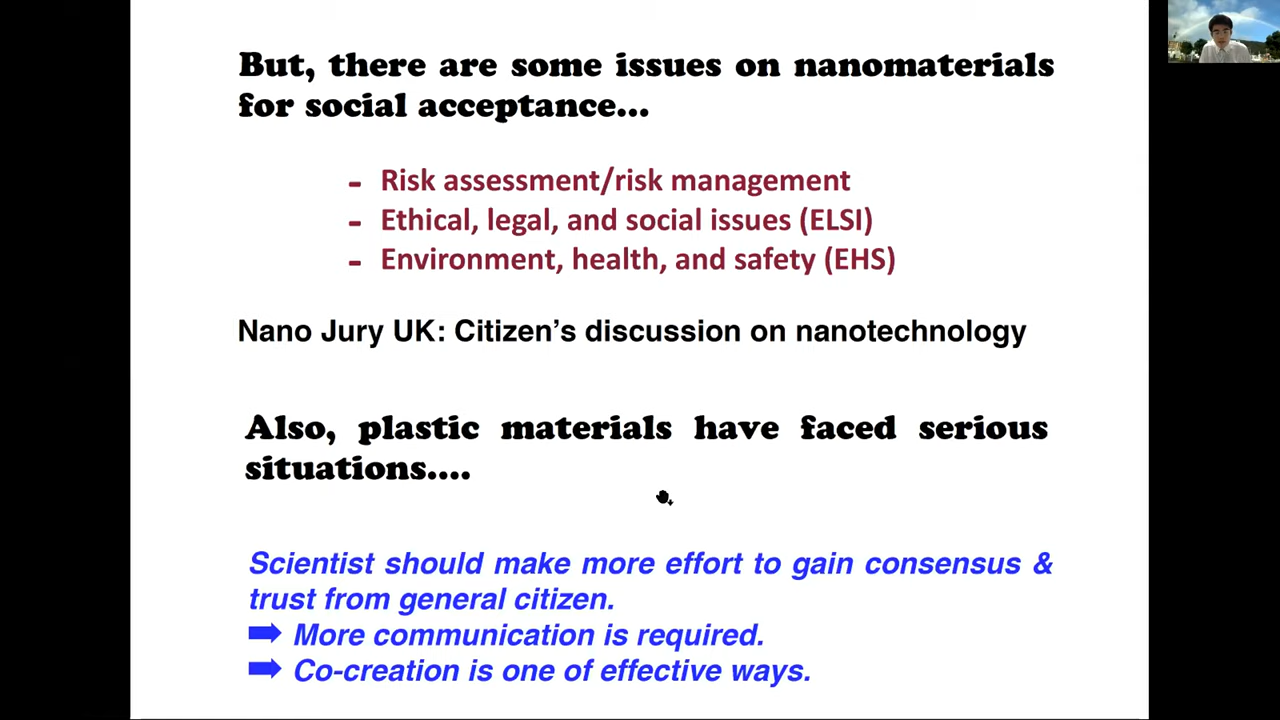 But, there are some issues on nanomaterials
for social acceptance...
- Risk assessment/risk management
- Ethical, legal, and social issues (ELSI)
- Environment, health, and safety (EHS)
Nano Jury UK: Citizen's discussion on nanotechnology
Also, plastic materials have faced serious
situations....
Scientist should make more effort to gain consensus &
trust from general citizen.
➡ More communication is required.
➡ Co-creation is one of effective ways.